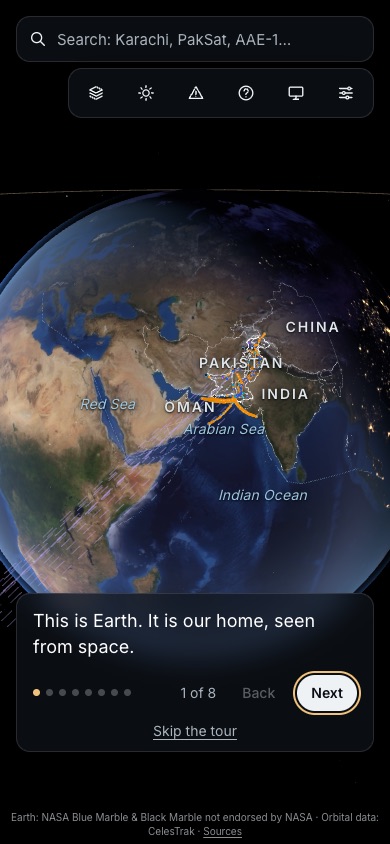 Search: Karachi, PakSat, AAE-1...
CHINA
PAKISTAN
INDIA
Red Sea
OMAN
Arabian Sea
Indian Ocean
This is Earth. It is our home, seen
from space.
1 of 8
Back
Next
Skip the tour
Earth: NASA Blue Marble & Black Marble not endorsed by NASA · Orbital data:
CelesTrak · Sources